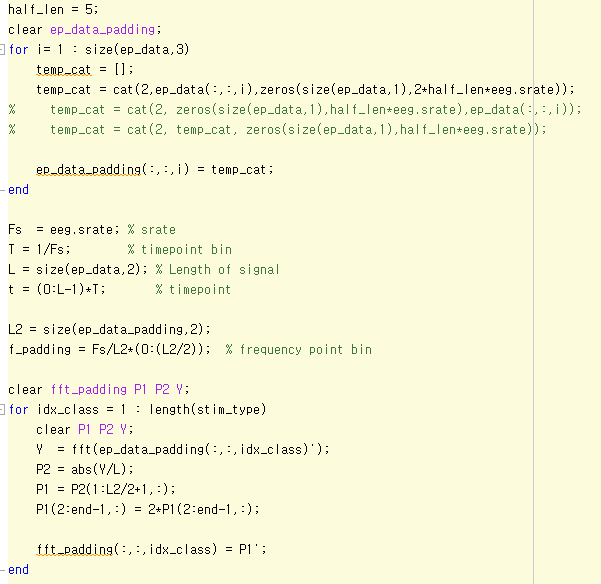 half_len = 5;
clear ep_data_padding;
for i= 1 : size(ep_data,3)
    temp_cat = [];
    temp_cat = cat(2,ep_data(:,:,i),zeros(size(ep_data,1),2*half_len*eeg.srate));
%     temp_cat = cat(2, zeros(size(ep_data,1),half_len*eeg.srate),ep_data(:,:,i));
%     temp_cat = cat(2, temp_cat, zeros(size(ep_data,1),half_len*eeg.srate));
    ep_data_padding(:,:,i) = temp_cat;
end
Fs  = eeg.srate; % srate
T = 1/Fs;        % timepoint bin
L = size(ep_data,2); % Length of signal
t = (0:L-1)*T;       % timepoint
L2 = size(ep_data_padding,2);
f_padding = Fs/L2*(0:(L2/2));  % frequency point bin
clear fft_padding P1 P2 Y;
for idx_class = 1 : length(stim_type)
    clear P1 P2 Y;
    Y  = fft(ep_data_padding(:,:,idx_class)');
    P2 = abs(Y/L);
    P1 = P2(1:L2/2+1,:);
    P1(2:end-1,:) = 2*P1(2:end-1,:);
    fft_padding(:,:,idx_class) = P1';
end